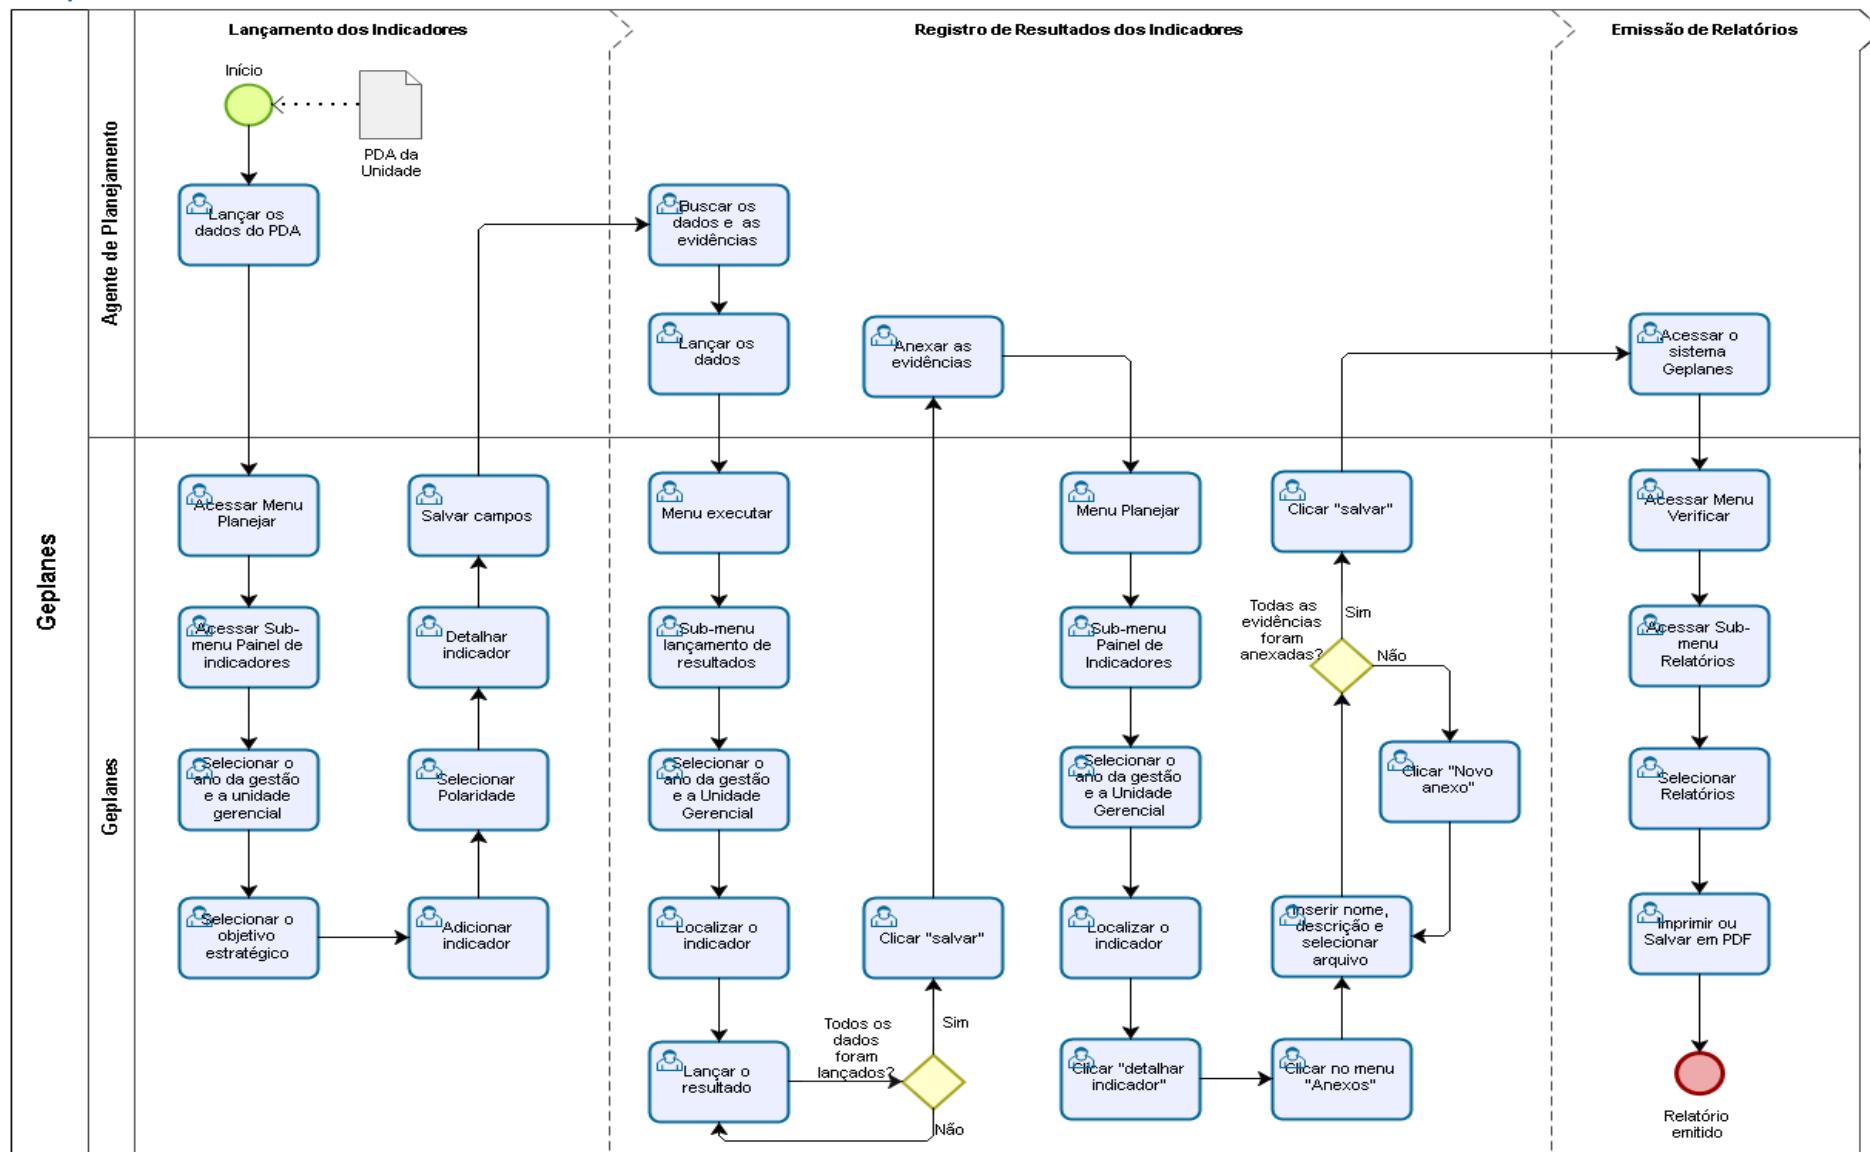 Lançamento dos Indicadores
Registro de Resultados dos Indicadores
Emissão de Relatórios
Geplanes
Agente de Planejamento
Geplanes
Início
PDA da
Unidade
Lançar os
dados do PDA
Acessar Menu
Planejar
Acessar Sub-
menu Painel de
indicadores
Selecionar o
ano da gestão
e a unidade
gerencial
Selecionar o
objetivo
estratégico
Adicionar
indicador
Selecionar
Polaridade
Detalhar
indicador
Salvar campos
Buscar os
dados e as
evidências
Lançar os
dados
Menu executar
Sub-menu
lançamento de
resultados
Selecionar o
ano da gestão
e a Unidade
Gerencial
Localizar o
indicador
Lançar o
resultado
Todos os
dados
foram
lançados?
Sim
Não
Clicar "salvar"
Anexar as
evidências
Menu Planejar
Sub-menu
Painel de
Indicadores
Selecionar o
ano da gestão
e a Unidade
Gerencial
Localizar o
indicador
Clicar "detalhar
indicador"
Clicar no menu
"Anexos"
Inserir nome,
descrição e
selecionar
arquivo
Todas as
evidências
foram
anexadas?
Sim
Não
Clicar "Novo
anexo"
Clicar "salvar"
Acessar o
sistema
Geplanes
Acessar Menu
Verificar
Acessar Sub-
menu
Relatórios
Selecionar
Relatórios
Imprimir ou
Salvar em PDF
Relatório
emitido